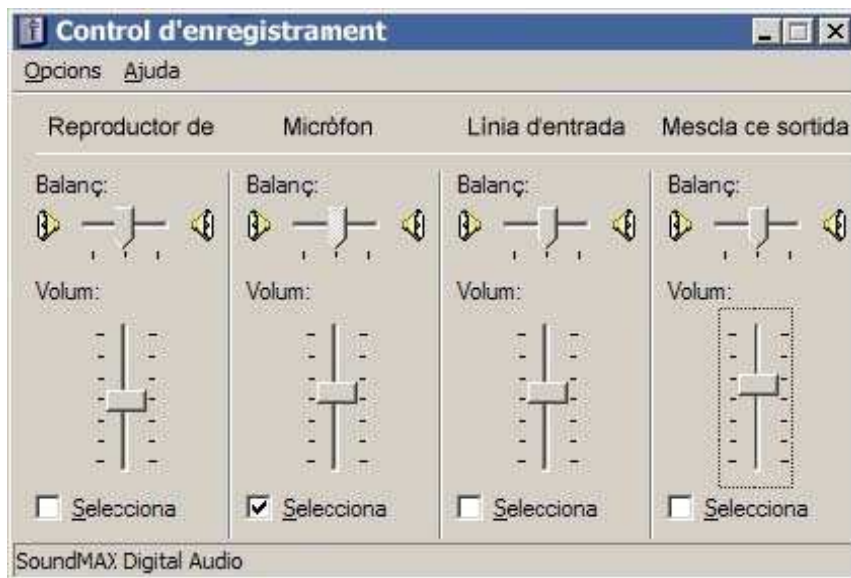 Control d'enregistrament
Opcions Ajuda
Reproductor de Micròfon Línia d'entrada Mescla ce sortida
Balanç: Balanç: Balanç: Balanç:
Volum: Volum: Volum: Volum:
Selecciona Selecciona Selecciona Selecciona
SoundMAX Digital Audio